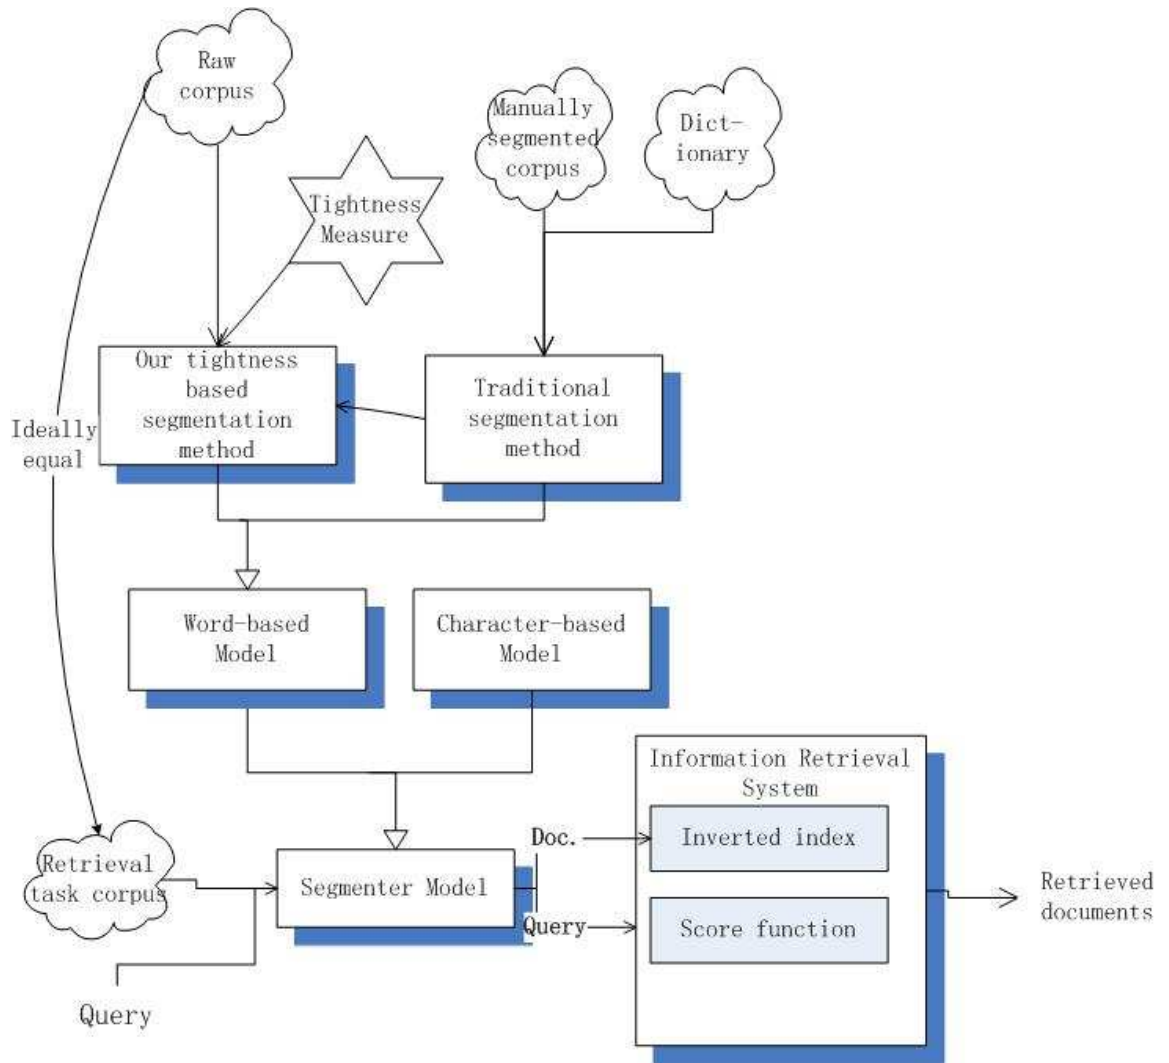 Raw
corpus
Manually
segmented
corpus
Dict-
ionary
Tightness
Measure
Our tightness
based
segmentation
method
Traditional
segmentation
method
Ideally
equal
Word-based
Model
Character-based
Model
Information Retrieval
System
Doc.
Inverted index
Retrieval
task corpus
Segmenter Model
Query
Score function
Retrieved
documents
Query